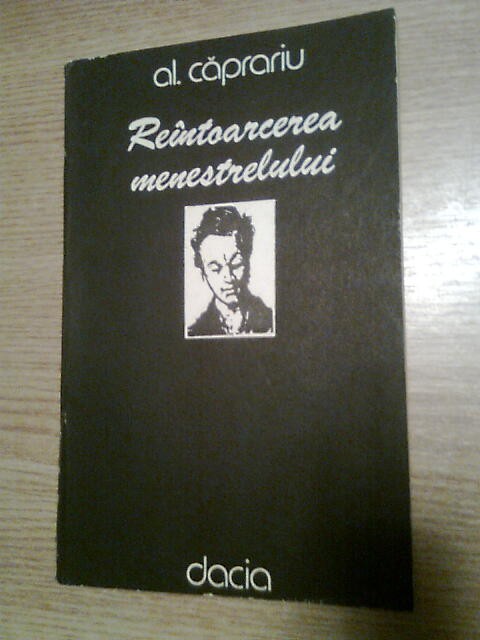 al. căprariu
Reîntoarcerea
menestrelului
dacia